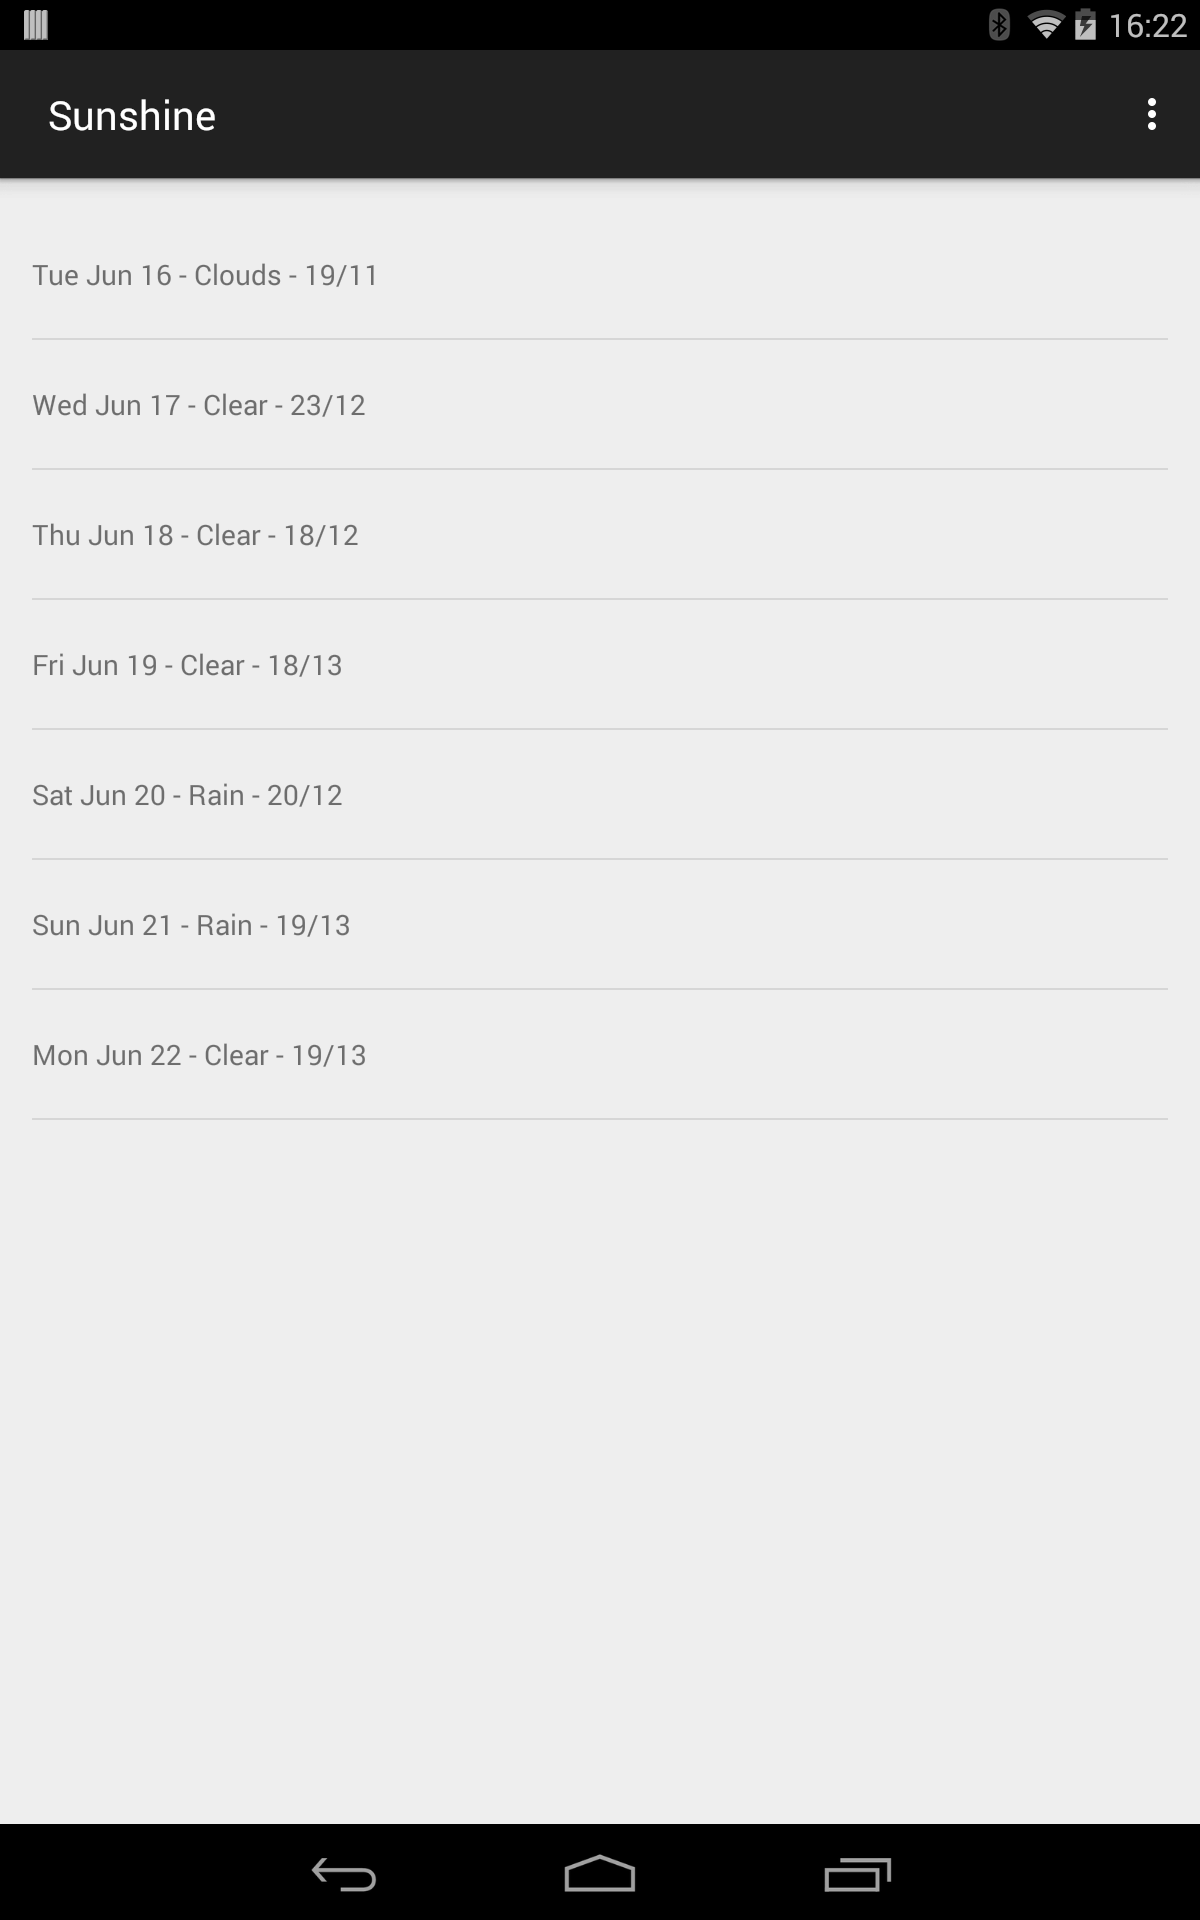 16:22
Sunshine
Tue Jun 16 - Clouds - 19/11
Wed Jun 17 - Clear - 23/12
Thu Jun 18 - Clear - 18/12
Fri Jun 19 - Clear - 18/13
Sat Jun 20 - Rain - 20/12
Sun Jun 21 - Rain - 19/13
Mon Jun 22 - Clear - 19/13